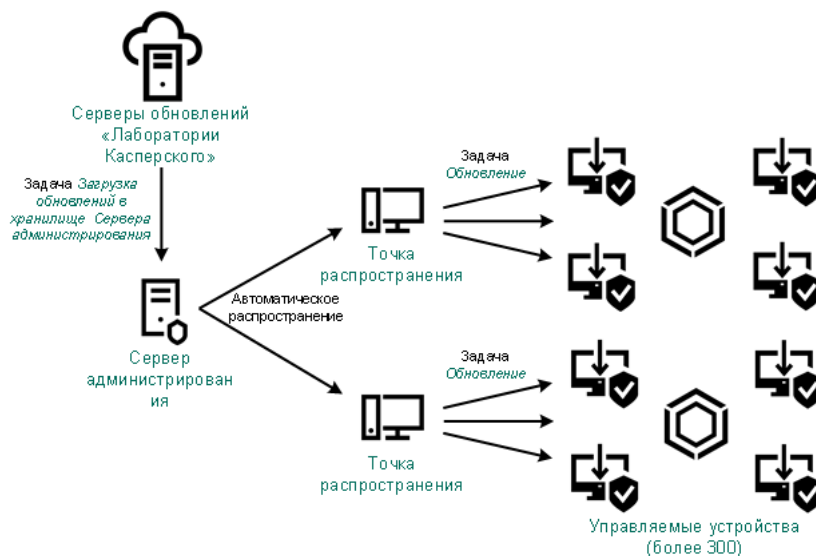 Серверы обновлений
«Лаборатории
Касперского»
Задача Загрузка
обновлений в
хранилище Сервера
администрирования
Сервер
администрирован
ия
Автоматическое
распространение
Точка
распространения
Задача
Обновление
Точка
распространения
Задача
Обновление
Управляемые устройства
(более 300)